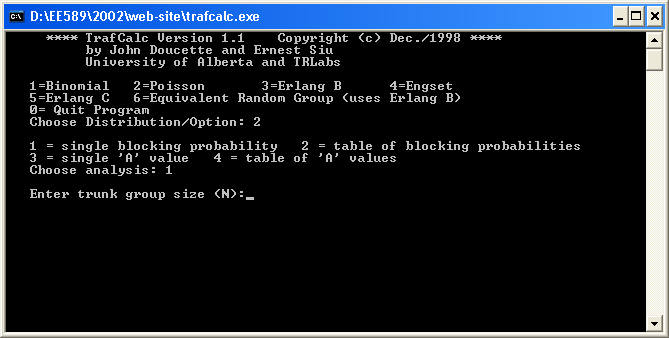 D:\EE589\2002\web-site\trafcalc.exe
**** TrafCalc Version 1.1    Copyright (c) Dec./1998 ****
by John Doucette and Ernest Siu
University of Alberta and TRLabs
1=Binomial   2=Poisson       3=Erlang B      4=Engset
5=Erlang C   6=Equivalent Random Group (uses Erlang B)
0= Quit Program
Choose Distribution/Option: 2
1 = single blocking probability   2 = table of blocking probabilities
3 = single 'A' value   4 = table of 'A' values
Choose analysis: 1
Enter trunk group size (N):_